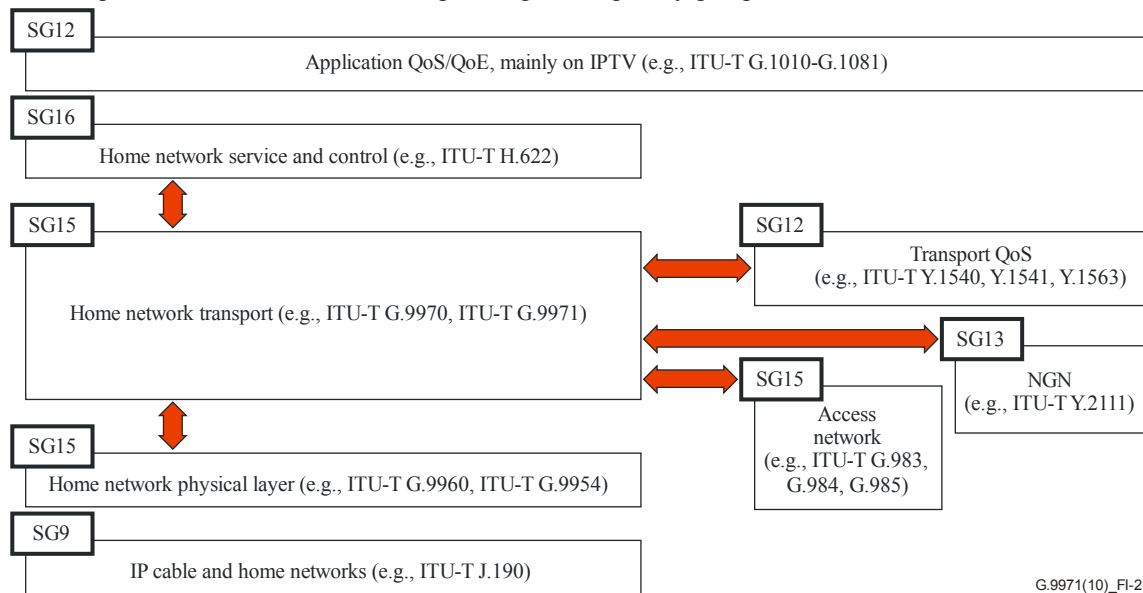 SG12
Application QoS/QoE, mainly on IPTV (e.g., ITU-T G.1010-G.1081)
SG16
Home network service and control (e.g., ITU-T H.622)
SG15
Home network transport (e.g., ITU-T G.9970, ITU-T G.9971)
SG12
Transport QoS
(e.g., ITU-T Y.1540, Y.1541, Y.1563)
SG13
NGN
(e.g., ITU-T Y.2111)
SG15
Access
network
(e.g., ITU-T G.983,
G.984, G.985)
SG15
Home network physical layer (e.g., ITU-T G.9960, ITU-T G.9954)
SG9
IP cable and home networks (e.g., ITU-T J.190)
G.9971(10)_FI-2